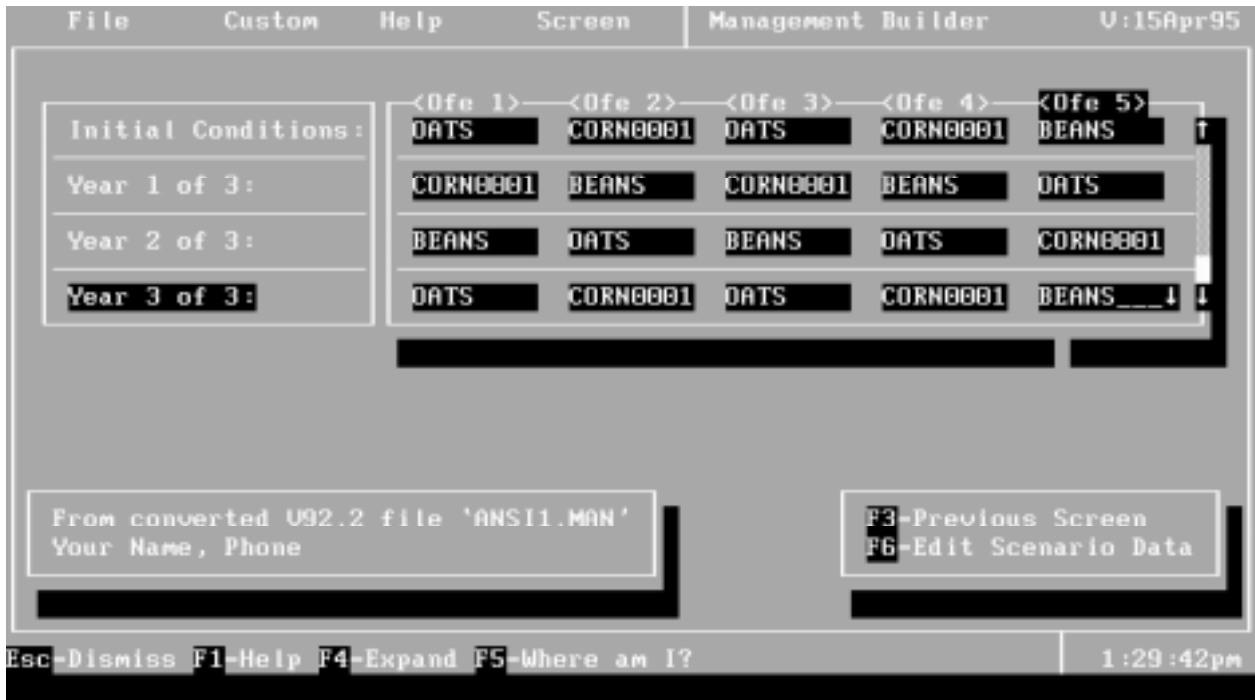 File Custom Help Screen Management Builder V:15Apr95
<Ofe 1> <Ofe 2> <Ofe 3> <Ofe 4> <Ofe 5>
Initial Conditions: OATS CORN0001 OATS CORN0001 BEANS ↑
Year 1 of 3: CORN0001 BEANS CORN0001 BEANS OATS
Year 2 of 3: BEANS OATS BEANS OATS CORN0001
Year 3 of 3: OATS CORN0001 OATS CORN0001 BEANS___↓ ↓
From converted V92.2 file 'ANSI1.MAN'
Your Name, Phone
F3-Previous Screen
F6-Edit Scenario Data
Esc-Dismiss F1-Help F4-Expand F5-Where am I? 1:29:42pm